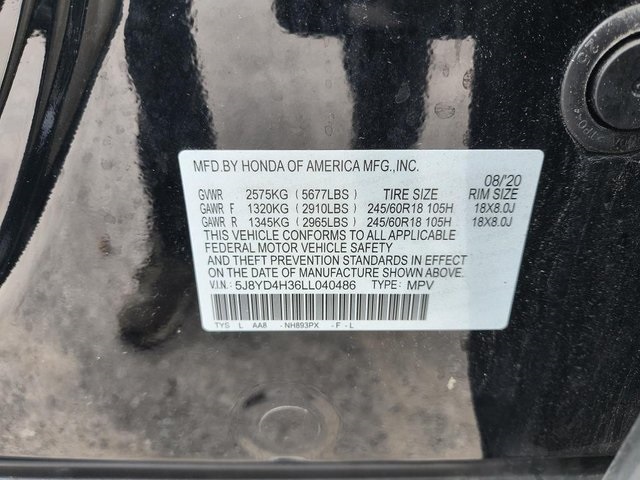 MFD.BY HONDA OF AMERICA MFG.,INC.
08/'20
GVWR 2575KG (5677LBS) TIRE SIZE RIM SIZE
GAWR F 1320KG (2910LBS) 245/60R18 105H 18X8.0J
GAWR R 1345KG (2965LBS) 245/60R18 105H 18X8.0J
THIS VEHICLE CONFORMS TO ALL APPLICABLE
FEDERAL MOTOR VEHICLE SAFETY
AND THEFT PREVENTION STANDARDS IN EFFECT
ON THE DATE OF MANUFACTURE SHOWN ABOVE.
V.I.N.: 5J8YD4H36LL040486 TYPE: MPV
TYS L AA8 -NH893PX -F -L